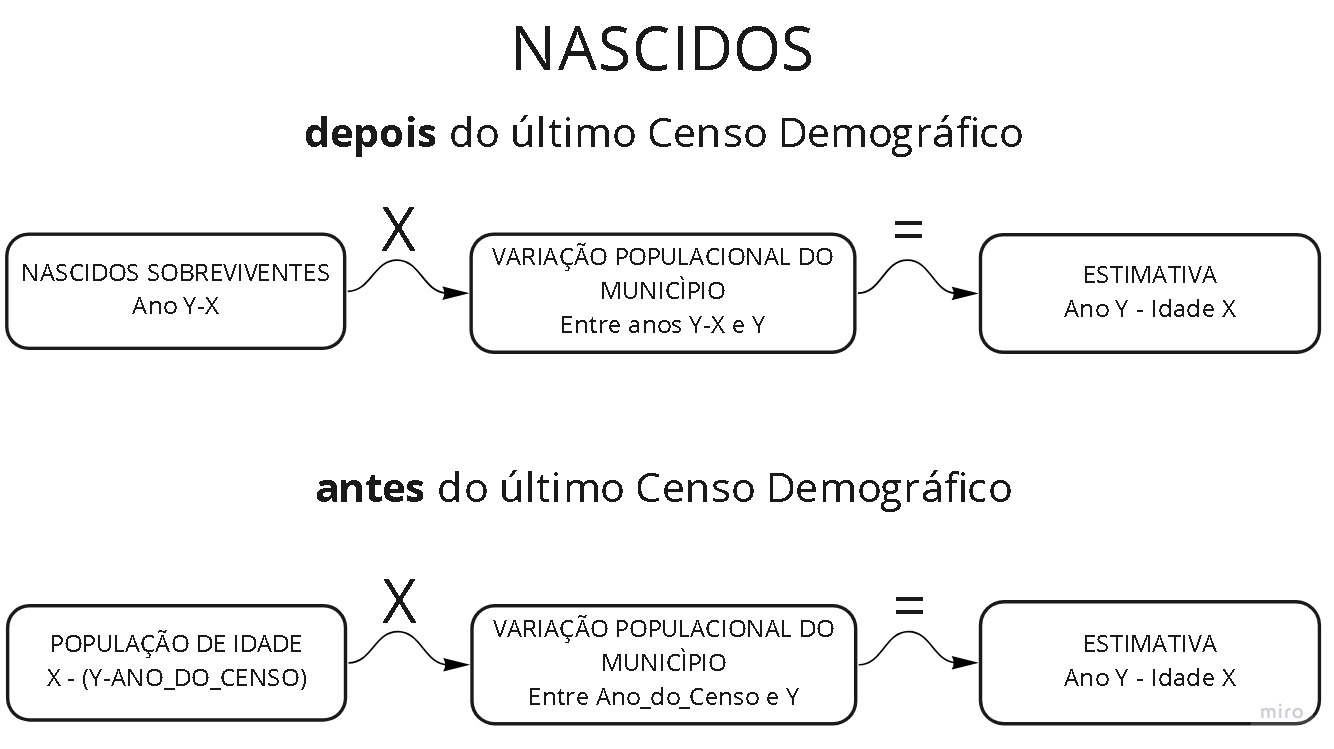 NASCIDOS
depois do último Censo Demográfico
X
=
NASCIDOS SOBREVIVENTES
Ano Y-X
VARIAÇÃO POPULACIONAL DO
MUNICÌPIO
Entre anos Y-X e Y
ESTIMATIVA
Ano Y - Idade X
antes do último Censo Demográfico
X
=
POPULAÇÃO DE IDADE
X - (Y-ANO_DO_CENSO)
VARIAÇÃO POPULACIONAL DO
MUNICÌPIO
Entre Ano_do_Censo e Y
ESTIMATIVA
Ano Y - Idade X
miro